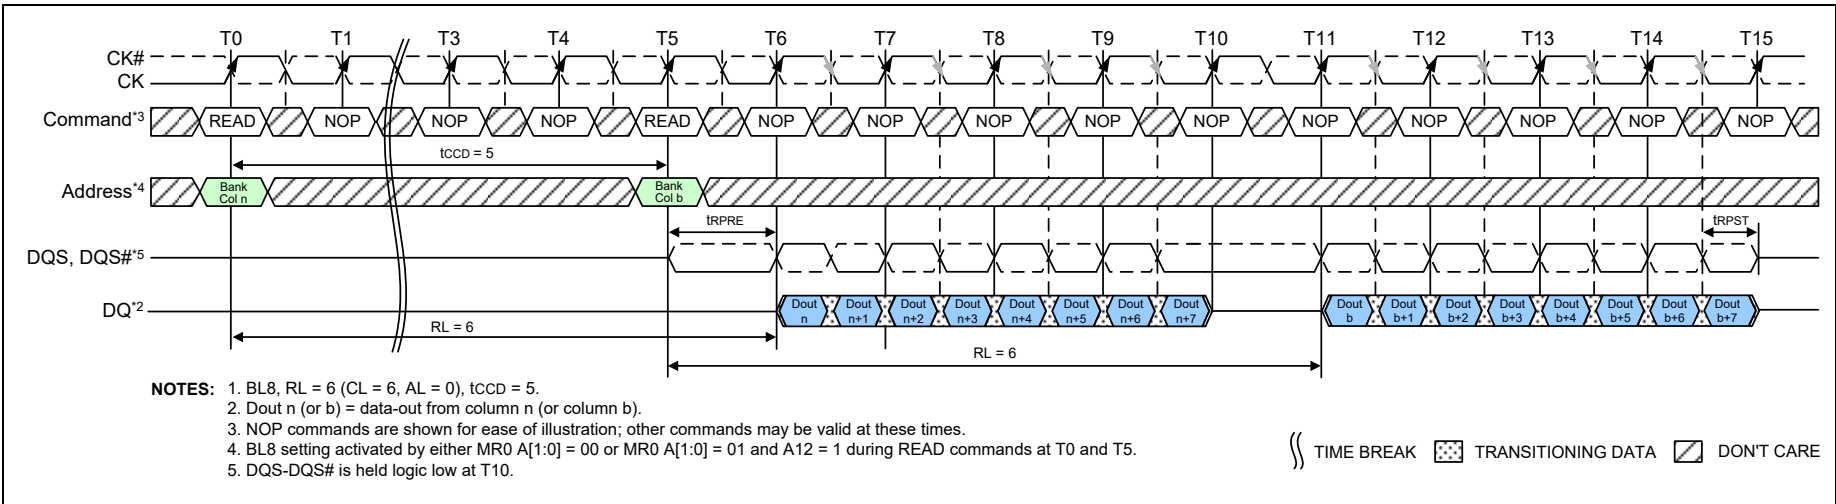 T0 T1 T3 T4 T5 T6 T7 T8 T9 T10 T11 T12 T13 T14 T15
CK#
CK
Command*3 READ NOP NOP NOP READ NOP NOP NOP NOP NOP NOP NOP NOP NOP NOP
tCCD = 5
Address*4 Bank Col n Bank Col b
tRPRE tRPST
DQS, DQS#*5
DQ*2 Dout n Dout n+1 Dout n+2 Dout n+3 Dout n+4 Dout n+5 Dout n+6 Dout n+7 Dout b Dout b+1 Dout b+2 Dout b+3 Dout b+4 Dout b+5 Dout b+6 Dout b+7
RL = 6
RL = 6
NOTES: 1. BL8, RL = 6 (CL = 6, AL = 0), tCCD = 5.
2. Dout n (or b) = data-out from column n (or column b).
3. NOP commands are shown for ease of illustration; other commands may be valid at these times.
4. BL8 setting activated by either MR0 A[1:0] = 00 or MR0 A[1:0] = 01 and A12 = 1 during READ commands at T0 and T5.
5. DQS-DQS# is held logic low at T10.
TIME BREAK TRANSITIONING DATA DON'T CARE